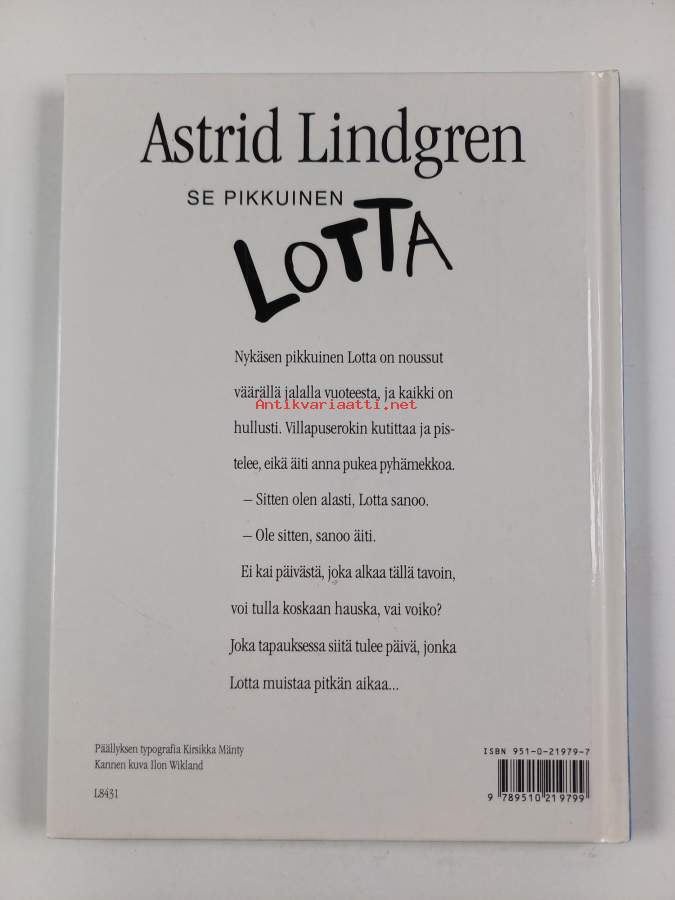 Astrid Lindgren
SE PIKKUINEN
LOTTA
Nykäsen pikkuinen Lotta on noussut
väärällä jalalla vuoteesta, ja kaikki on
Antikvariaatti.net
hullusti. Villapuserokin kutittaa ja pis-
telee, eikä äiti anna pukea pyhämekkoa.
– Sitten olen alasti, Lotta sanoo.
– Ole sitten, sanoo äiti.
Ei kai päivästä, joka alkaa tällä tavoin,
voi tulla koskaan hauska, vai voiko?
Joka tapauksessa siitä tulee päivä, jonka
Lotta muistaa pitkän aikaa...
Päällyksen typografia Kirsikka Mänty
Kannen kuva Ilon Wikland
L8431
ISBN 951-0-21979-7
9 789510 219799